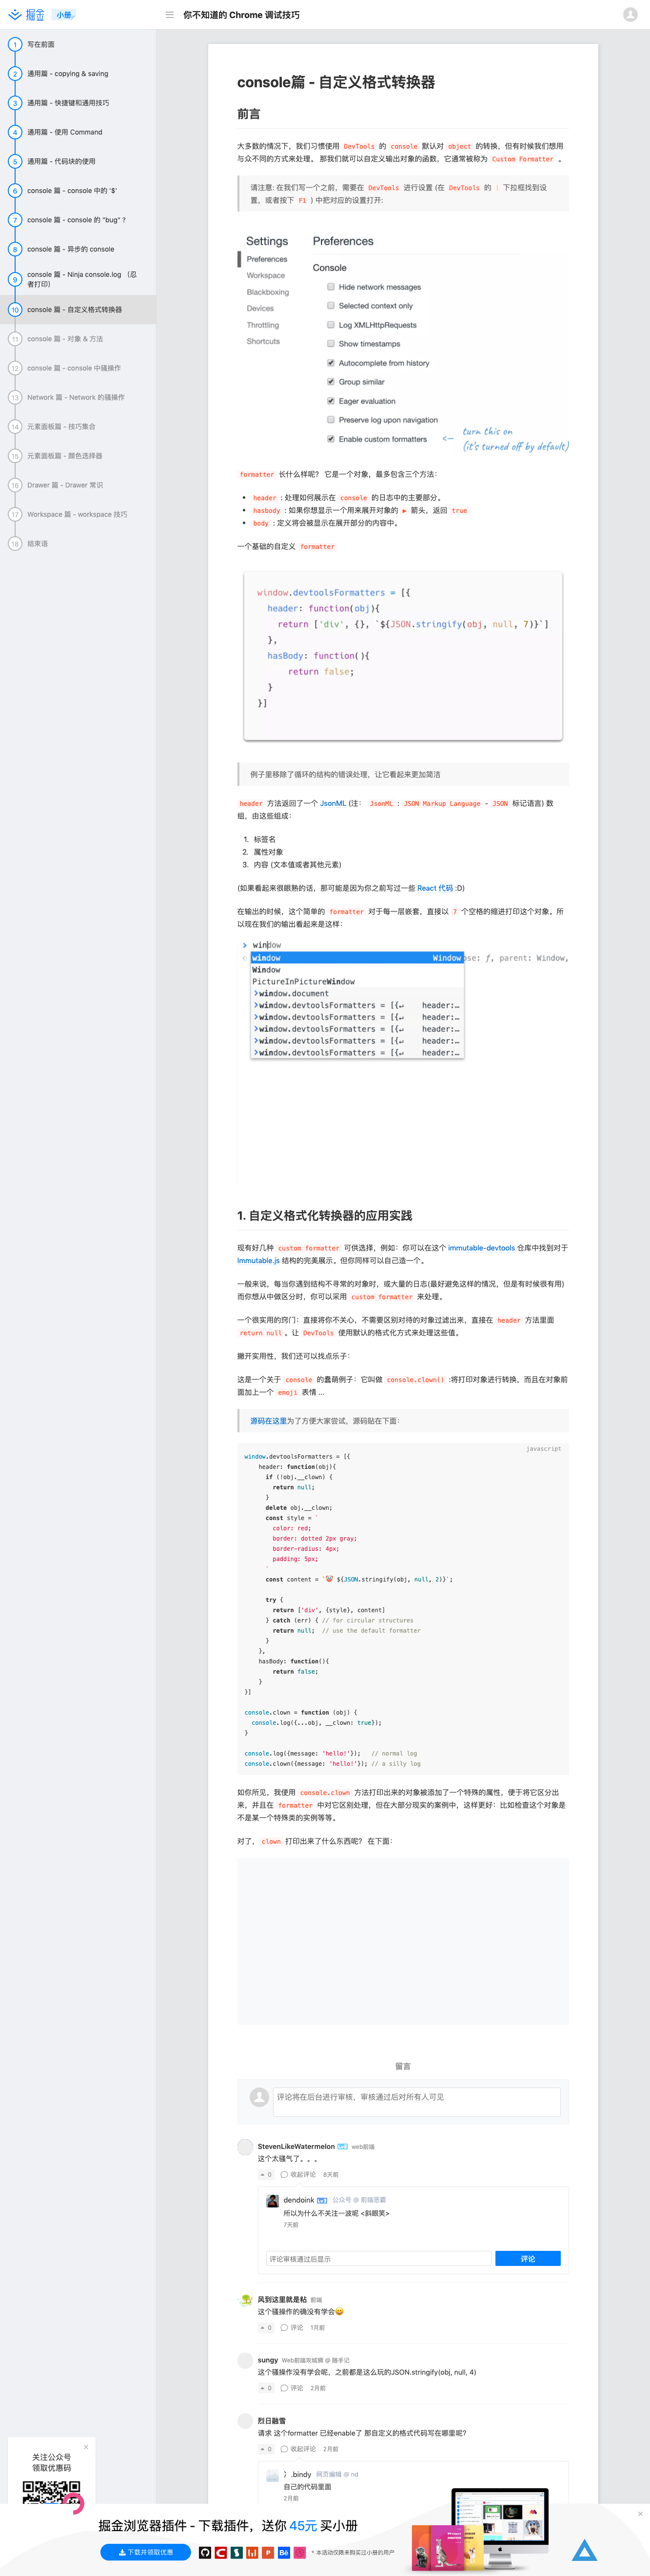 掘金 小册
你不知道的 Chrome 调试技巧
1 写在前面
2 通用篇 - copying & saving
3 通用篇 - 快捷键和通用技巧
4 通用篇 - 使用 Command
5 通用篇 - 代码块的使用
6 console 篇 - console 中的 '$'
7 console 篇 - console 的 "bug" ?
8 console 篇 - 异步的 console
9 console 篇 - Ninja console.log （忍
者打印）
10 console 篇 - 自定义格式转换器
11 console 篇 - 对象 & 方法
12 console 篇 - console 中骚操作
13 Network 篇 - Network 的骚操作
14 元素面板篇 - 技巧集合
15 元素面板篇 - 颜色选择器
16 Drawer 篇 - Drawer 常识
17 Workspace 篇 - workspace 技巧
18 结束语
console篇 - 自定义格式转换器
前言
大多数的情况下，我们习惯使用 DevTools 的 console 默认对 object 的转换，但有时候我们想用
与众不同的方式来处理。 那我们就可以自定义输出对象的函数，它通常被称为 Custom Formatter 。
请注意: 在我们写一个之前，需要在 DevTools 进行设置 (在 DevTools 的 ⋮ 下拉框找到设
置，或者按下 F1 ) 中把对应的设置打开:
Settings
Preferences
Workspace
Blackboxing
Devices
Throttling
Shortcuts
Preferences
Console
Hide network messages
Selected context only
Log XMLHttpRequests
Show timestamps
Autocomplete from history
Group similar
Eager evaluation
Preserve log upon navigation
Enable custom formatters
<— turn this on
(it's turned off by default)
formatter 长什么样呢？ 它是一个对象，最多包含三个方法：
• header : 处理如何展示在 console 的日志中的主要部分。
• hasbody : 如果你想显示一个用来展开对象的 ▶ 箭头，返回 true
• body : 定义将会被显示在展开部分的内容中。
一个基础的自定义 formatter
window.devtoolsFormatters = [{
header: function(obj){
return ['div', {}, `${JSON.stringify(obj, null, 7)}`]
},
hasBody: function(){
return false;
}
}]
例子里移除了循环的结构的错误处理，让它看起来更加简洁
header 方法返回了一个 JsonML (注： JsonML : JSON Markup Language - JSON 标记语言) 数
组，由这些组成：
1. 标签名
2. 属性对象
3. 内容 (文本值或者其他元素)
(如果看起来很眼熟的话，那可能是因为你之前写过一些 React 代码 :D)
在输出的时候，这个简单的 formatter 对于每一层嵌套，直接以 7 个空格的缩进打印这个对象。所
以现在我们的输出看起来是这样：
> window
window Window ose: ƒ, parent: Window,
Window
PictureInPictureWindow
>window.document
>window.devtoolsFormatters = [{↵ header:…
>window.devtoolsFormatters = [{↵ header:…
>window.devtoolsFormatters = [{↵ header:…
>window.devtoolsFormatters = [{↵ header:…
>window.devtoolsFormatters = [{↵ header:…
1. 自定义格式化转换器的应用实践
现有好几种 custom formatter 可供选择，例如：你可以在这个 immutable-devtools 仓库中找到对于
Immutable.js 结构的完美展示。但你同样可以自己造一个。
一般来说，每当你遇到结构不寻常的对象时，或大量的日志(最好避免这样的情况，但是有时候很有用)
而你想从中做区分时，你可以采用 custom formatter 来处理。
一个很实用的窍门：直接将你不关心，不需要区别对待的对象过滤出来，直接在 header 方法里面
return null 。让 DevTools 使用默认的格式化方式来处理这些值。
撇开实用性，我们还可以找点乐子：
这是一个关于 console 的蠢萌例子：它叫做 console.clown() :将打印对象进行转换，而且在对象前
面加上一个 emoji 表情 ...
源码在这里为了方便大家尝试，源码贴在下面：
javascript
window.devtoolsFormatters = [{
header: function(obj){
if (!obj.__clown) {
return null;
}
delete obj.__clown;
const style = `
color: red;
border: dotted 2px gray;
border-radius: 4px;
padding: 5px;
`
const content = `🤡 ${JSON.stringify(obj, null, 2)}`;
try {
return ['div', {style}, content]
} catch (err) { // for circular structures
return null; // use the default formatter
}
},
hasBody: function(){
return false;
}
}]
console.clown = function (obj) {
console.log({...obj, __clown: true});
}
console.log({message: 'hello!'}); // normal log
console.clown({message: 'hello!'}); // a silly log
如你所见，我使用 console.clown 方法打印出来的对象被添加了一个特殊的属性，便于将它区分出
来，并且在 formatter 中对它区别处理，但在大部分现实的案例中，这样更好：比如检查这个对象是
不是某一个特殊类的实例等等。
对了， clown 打印出来了什么东西呢？ 在下面：
留言
评论将在后台进行审核，审核通过后对所有人可见
StevenLikeWatermelon web前端
这个太骚气了。。。
0 收起评论 8天前
dendoink 公众号 @ 前端恶霸
所以为什么不关注一波呢 <斜眼笑>
7天前
评论审核通过后显示
评论
风到这里就是粘 前端
这个骚操作的确没有学会😄
0 评论 1月前
sungy Web前端攻城狮 @ 随手记
这个骚操作没有学会呢，之前都是这么玩的JSON.stringify(obj, null, 4)
0 评论 2月前
烈日融雪
请求 这个formatter 已经enable了 那自定义的格式代码写在哪里呢?
0 收起评论 2月前
.bindy 网页编辑 @ nd
自己的代码里面
2月前
关注公众号
领取优惠码
掘金浏览器插件 - 下载插件，送你 45元 买小册
下载并领取优惠
* 本活动仅限未购买过小册的用户